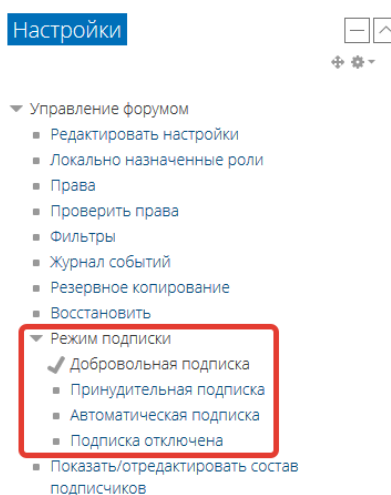 Настройки
Управление форумом
Редактировать настройки
Локально назначенные роли
Права
Проверить права
Фильтры
Журнал событий
Резервное копирование
Восстановить
Режим подписки
Добровольная подписка
Принудительная подписка
Автоматическая подписка
Подписка отключена
Показать/отредактировать состав
подписчиков